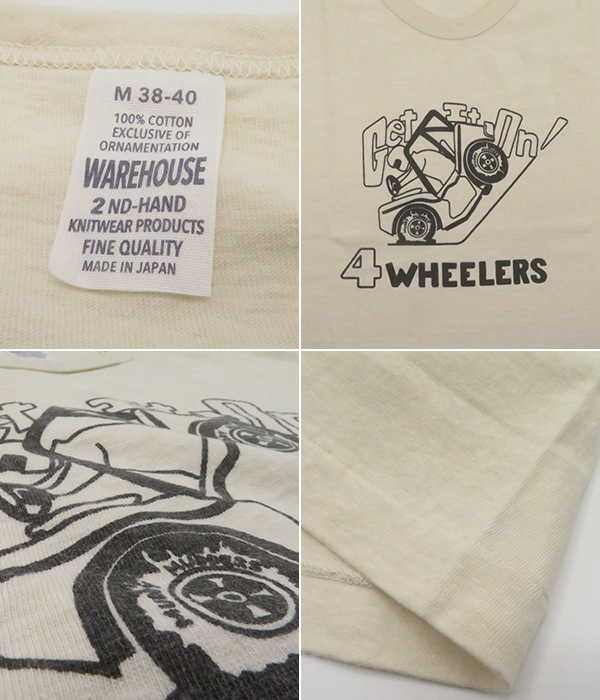 M 38-40
100% COTTON
EXCLUSIVE OF
ORNAMENTATION
WAREHOUSE
2 ND-HAND
KNITWEAR PRODUCTS
FINE QUALITY
MADE IN JAPAN
Get It On!
4 WHEELERS